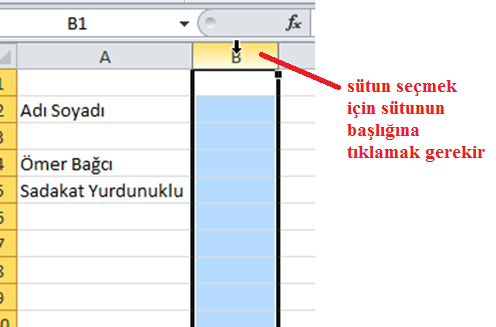 B1
fx
A B
1
2 Adı Soyadı
3
4 Ömer Bağcı
5 Sadakat Yurdunuklu
6
7
8
9
10
sütun seçmek
için sütunun
başlığına
tıklamak gerekir